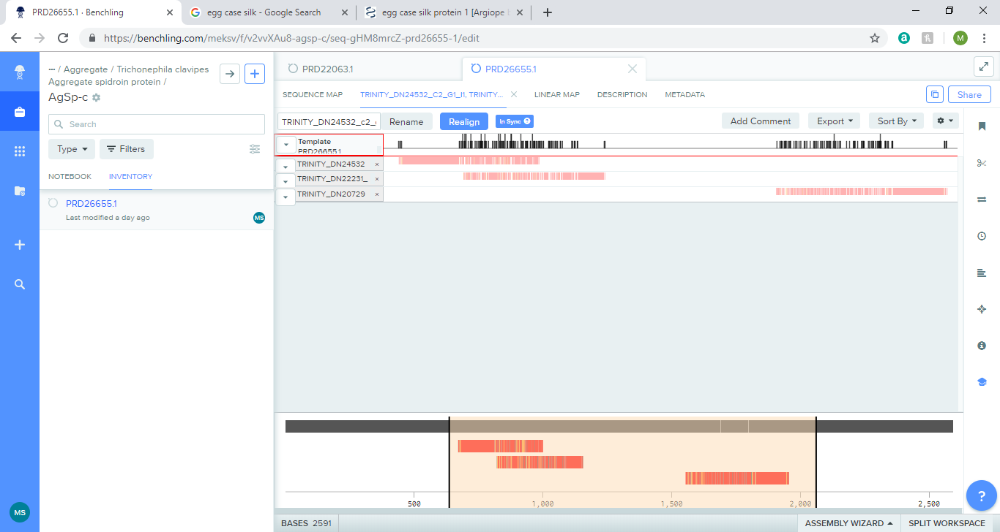 PRD26655.1 · Benchling
egg case silk - Google Search
egg case silk protein 1 [Argiope
https://benchling.com/meksv/f/v2vvXAu8-agsp-c/seq-gHM8mrcZ-prd26655-1/edit
M
··· / Aggregate / Trichonephila clavipes
Aggregate spidroin protein /
AgSp-c
Search
Type
Filters
NOTEBOOK
INVENTORY
PRD26655.1
Last modified a day ago
MS
MS
PRD22063.1
PRD26655.1
SEQUENCE MAP
TRINITY_DN24532_C2_G1_I1, TRINITY...
LINEAR MAP
DESCRIPTION
METADATA
Share
TRINITY_DN24532_c2_
Rename
Realign
In Sync
Add Comment
Export
Sort By
Template
PRD26655.1
TRINITY_DN24532
TRINITY_DN22231_
TRINITY_DN20729
500
1,000
1,500
2,000
2,500
?
BASES 2591
ASSEMBLY WIZARD
SPLIT WORKSPACE